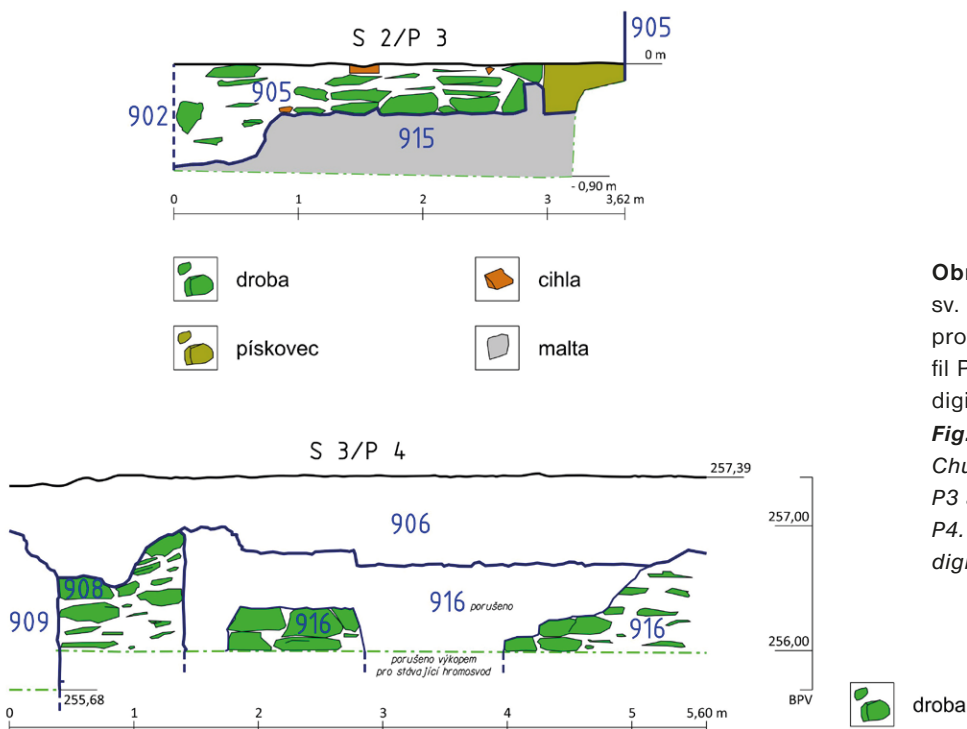 S 2/P 3
905
0 m
902
905
915
- 0,90 m
0 1 2 3 3,62 m
droba
cihla
pískovec
malta
S 3/P 4
257,39
257,00
906
908
909
916
916 porušeno
916
256,00
porušeno výkopem
pro stávající hromosvod
255,68
BPV
0 1 2 3 4 5 5,60 m
droba
Obr
sv.
pro
fil P
digi
Fig.
Chu
P3
P4.
digi